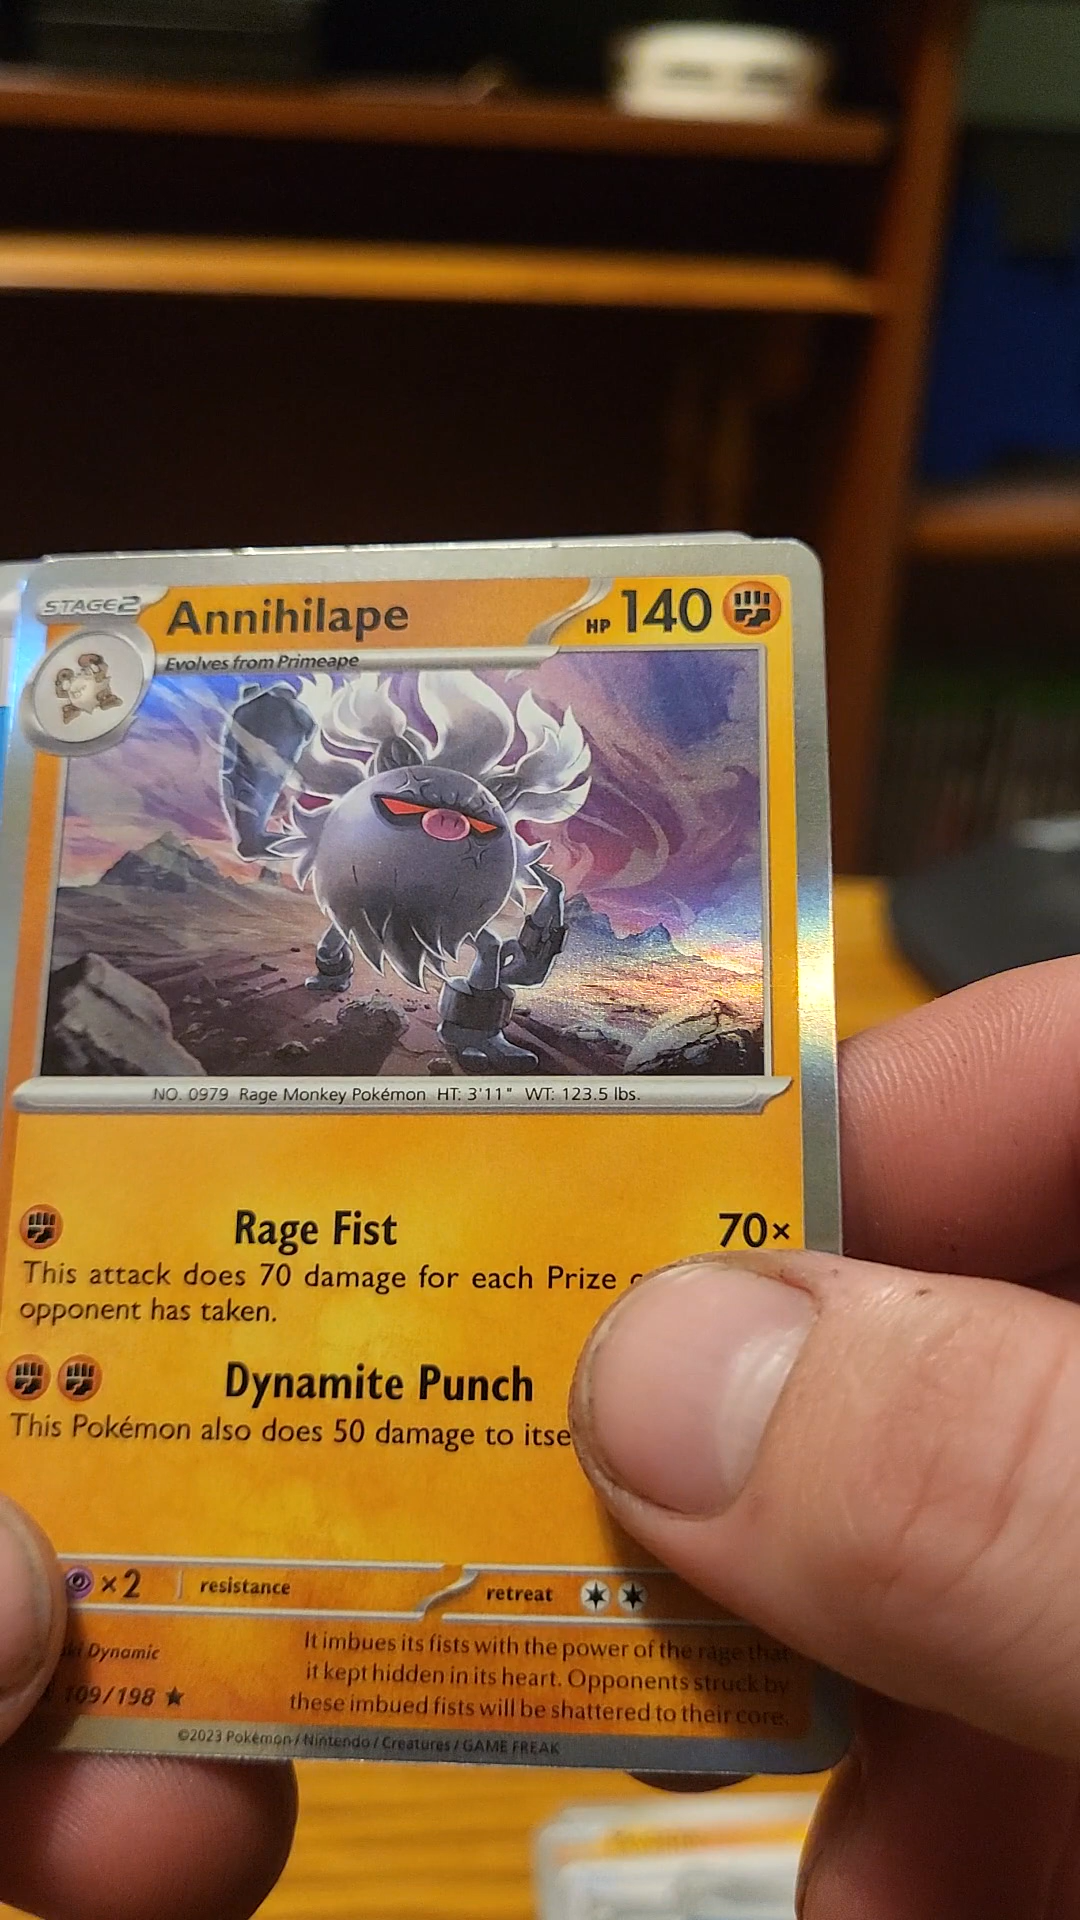 STAGE2 Annihilape HP 140
Evolves from Primeape
NO. 0979 Rage Monkey Pokémon HT: 3'11" WT: 123.5 lbs.
Rage Fist 70×
This attack does 70 damage for each Prize
opponent has taken.
Dynamite Punch
This Pokémon also does 50 damage to itse
×2 resistance retreat
Dynamic
109/198
It imbues its fists with the power of the rage that
it kept hidden in its heart. Opponents struck by
these imbued fists will be shattered to their core.
©2023 Pokémon / Nintendo / Creatures / GAME FREAK